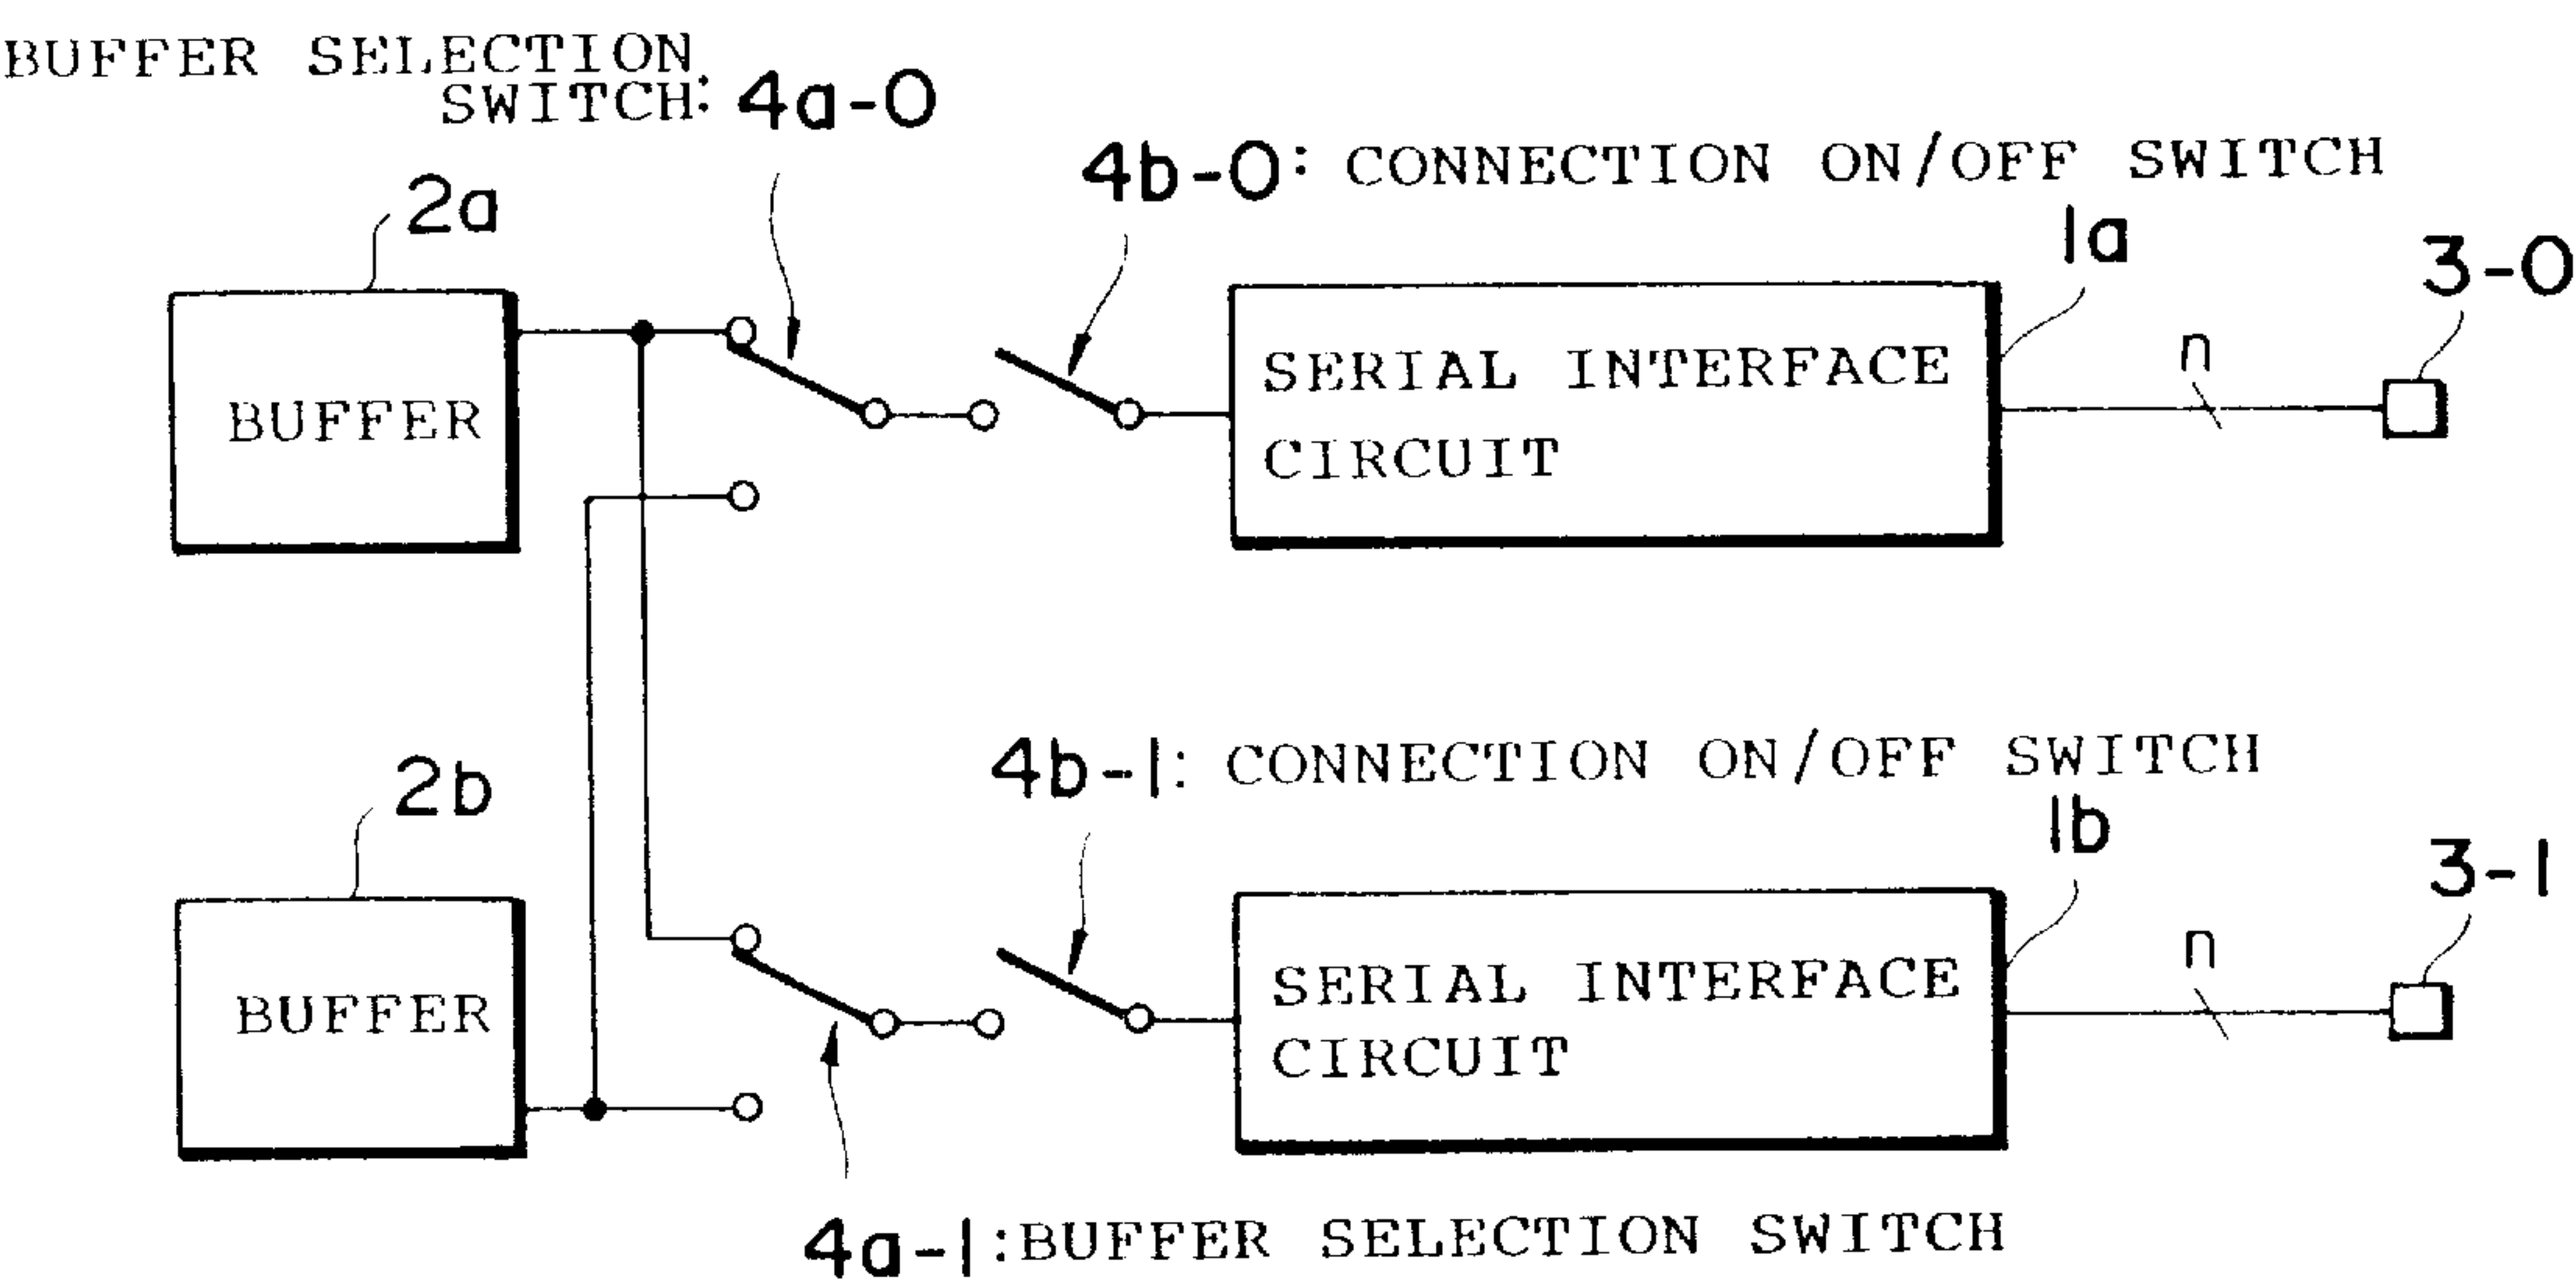 BUFFER SELECTION
SWITCH: 4a-0
4b-0: CONNECTION ON/OFF SWITCH
2a
1a
3-0
BUFFER
SERIAL INTERFACE
CIRCUIT
n
4b-1: CONNECTION ON/OFF SWITCH
2b
1b
3-1
BUFFER
SERIAL INTERFACE
CIRCUIT
n
4a-1:BUFFER SELECTION SWITCH